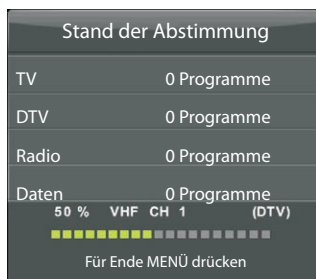 Stand der Abstimmung
TV 0 Programme
DTV 0 Programme
Radio 0 Programme
Daten 0 Programme
50 % VHF CH 1 (DTV)
Für Ende MENÜ drücken